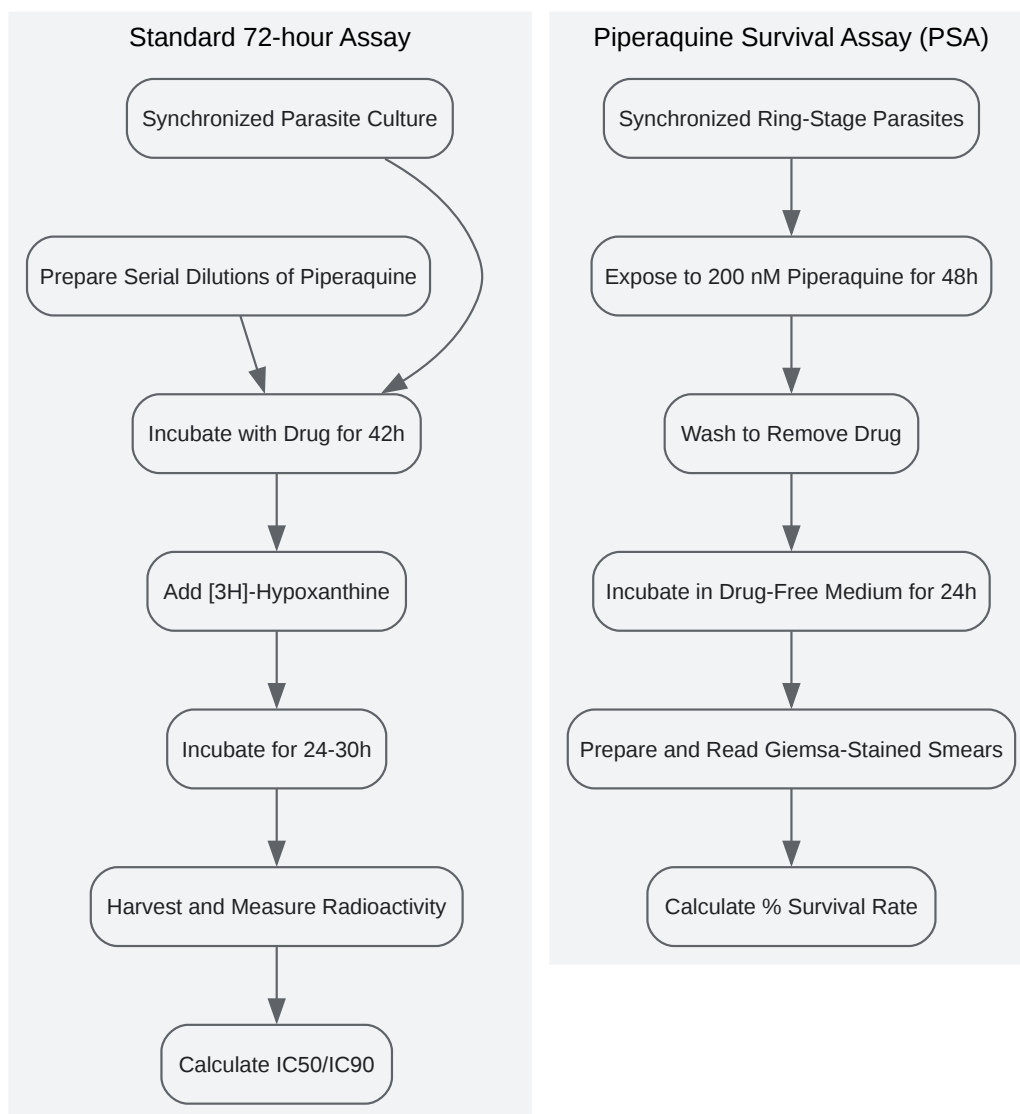 Standard 72-hour Assay
Synchronized Parasite Culture
Prepare Serial Dilutions of Piperaquine
Incubate with Drug for 42h
Add [3H]-Hypoxanthine
Incubate for 24-30h
Harvest and Measure Radioactivity
Calculate IC50/IC90
Piperaquine Survival Assay (PSA)
Synchronized Ring-Stage Parasites
Expose to 200 nM Piperaquine for 48h
Wash to Remove Drug
Incubate in Drug-Free Medium for 24h
Prepare and Read Giemsa-Stained Smears
Calculate % Survival Rate